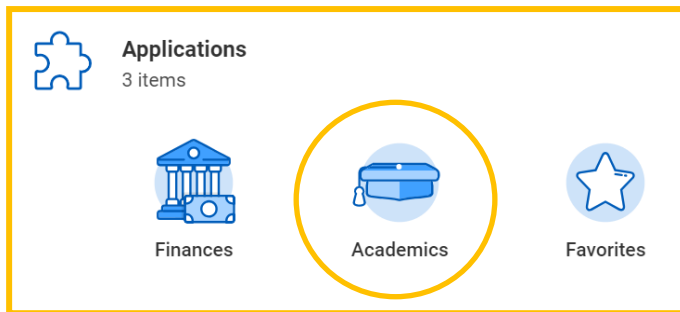 Applications
3 items
Finances
Academics
Favorites